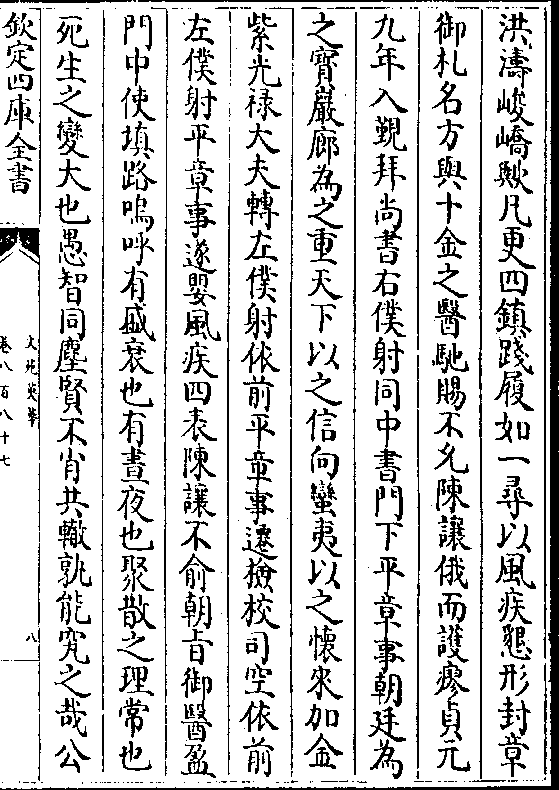 洪濤峻嶠歟凡更四鎮踐履如一尋以風疾懇形封章
御札名方與十金之醫馳賜不允陳讓俄而護瘳貞元
九年入覲拜尚書右僕射同中書門下平章事朝廷為
之寳巖廊為之重天下以之信向蠻夷以之懷來加金
紫光禄大夫轉左僕射依前平章事遷檢校司空依前
左僕射平章事遂嬰風疾四表陳讓不俞朝旨御醫盈
門中使填路嗚呼有盛衰也有晝夜也聚散之理常也
死生之變大也愚智同塵賢不肖共轍孰能究之哉公
欽定四庫全書
文苑英華
卷八百八十七
八